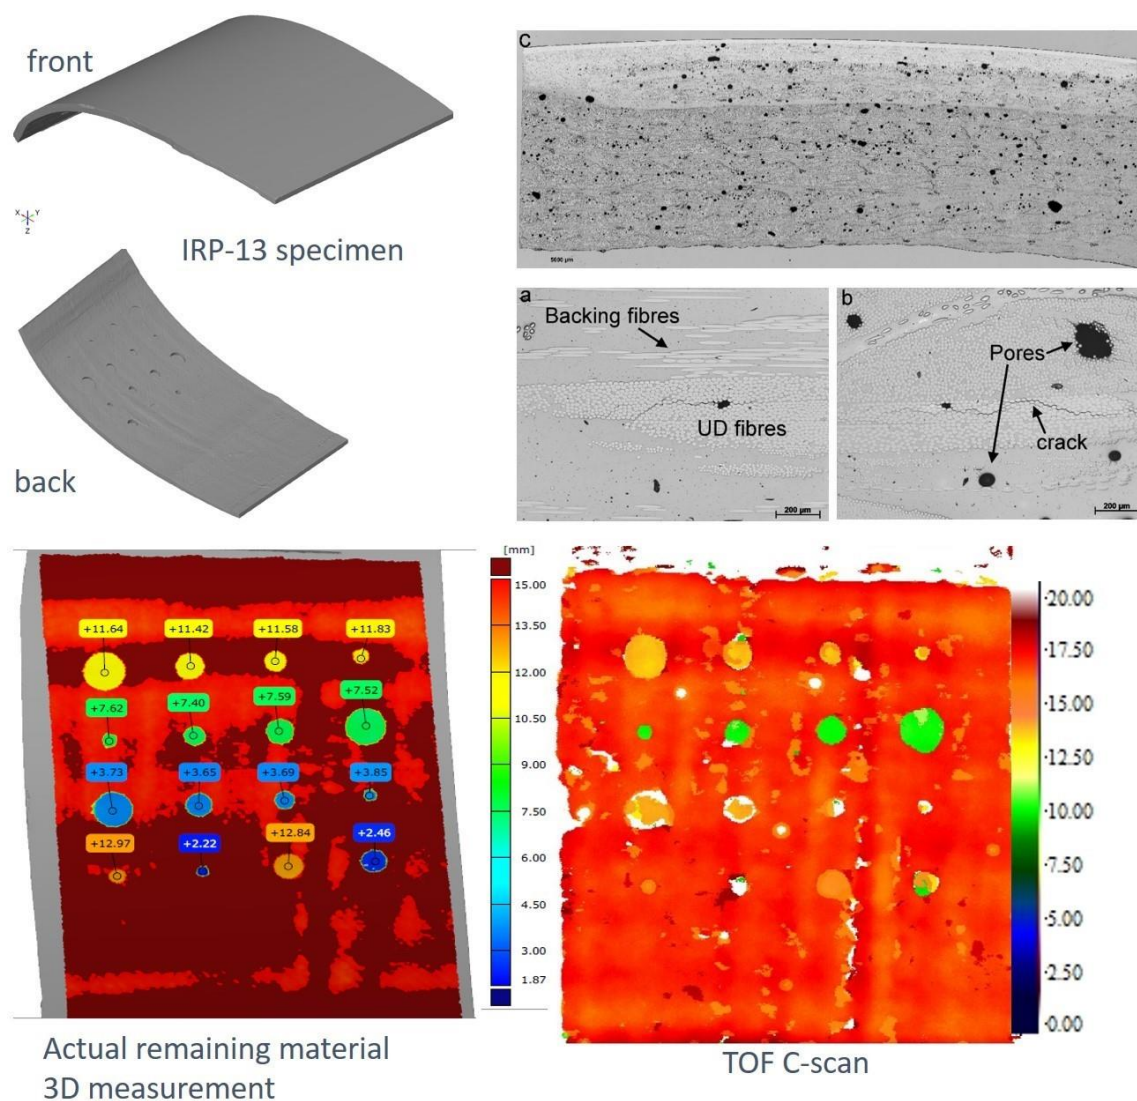 front
X Y
Z
IRP-13 specimen
back
c
5000 µm
a
Backing fibres
UD fibres
200 µm
b
Pores
crack
200 µm
+11.64
+11.42
+11.58
+11.83
+7.62
+7.40
+7.59
+7.52
+3.73
+3.65
+3.69
+3.85
+12.97
+2.22
+12.84
+2.46
[mm]
15.00
13.50
12.00
10.50
9.00
7.50
6.00
4.50
3.00
1.87
20.00
17.50
15.00
12.50
10.00
7.50
5.00
2.50
0.00
Actual remaining material
3D measurement
TOF C-scan